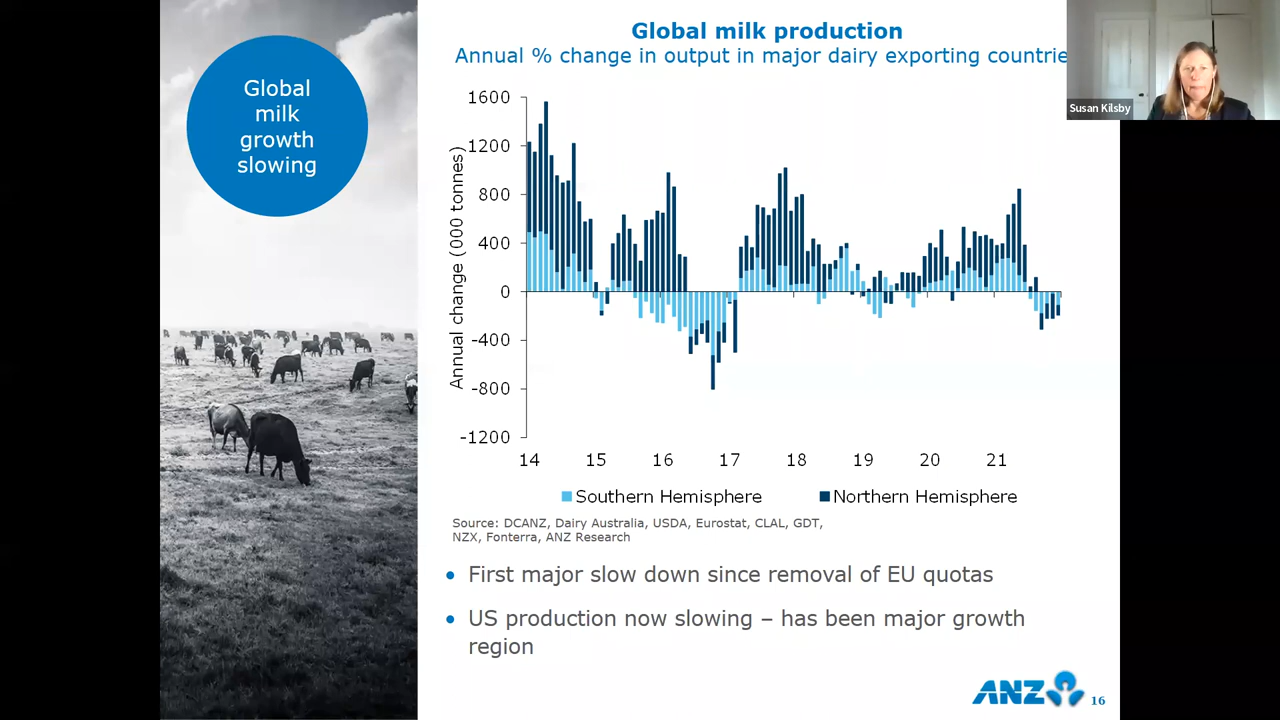 Global
milk
growth
slowing
Global milk production
Annual % change in output in major dairy exporting countrie
Susan Kilsby
Annual change (000 tonnes)
1600
1200
800
400
0
-400
-800
-1200
14 15 16 17 18 19 20 21
Southern Hemisphere Northern Hemisphere
Source: DCANZ, Dairy Australia, USDA, Eurostat, CLAL, GDT,
NZX, Fonterra, ANZ Research
• First major slow down since removal of EU quotas
• US production now slowing – has been major growth
region
ANZ 16